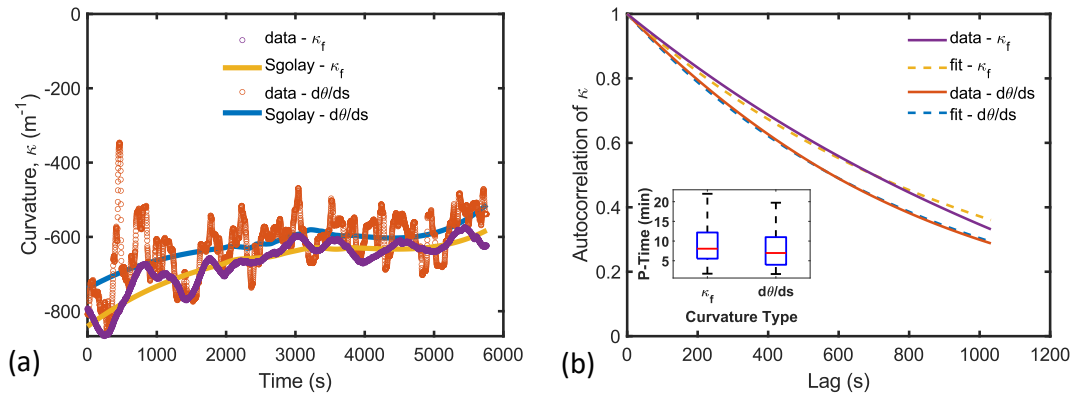 0
-200
-400
-600
-800
Curvature, κ (m⁻¹)
data - κf
Sgolay - κf
data - dθ/ds
Sgolay - dθ/ds
0 1000 2000 3000 4000 5000 6000
Time (s)
(a)
1
0.8
0.6
0.4
0.2
0
Autocorrelation of κ
data - κf
fit - κf
data - dθ/ds
fit - dθ/ds
20
15
10
5
P-Time (min)
κf dθ/ds
Curvature Type
0 200 400 600 800 1000 1200
Lag (s)
(b)